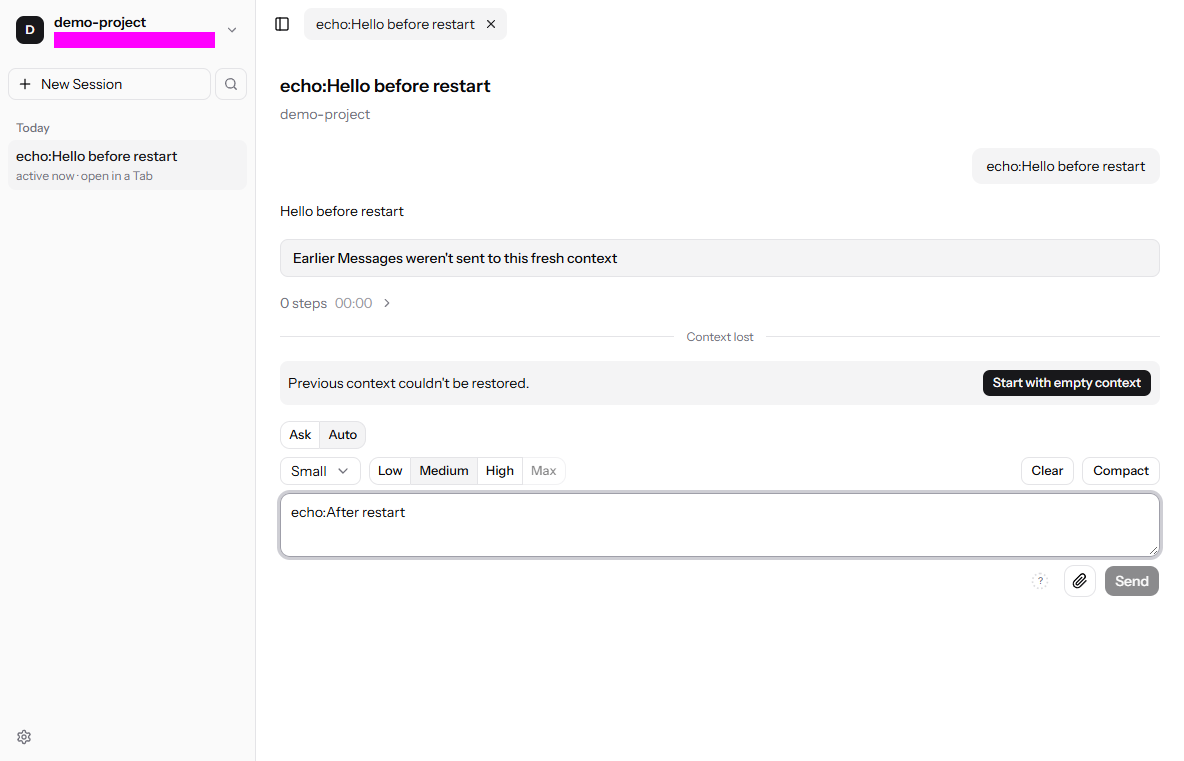 D
demo-project
New Session
Today
echo:Hello before restart
active now · open in a Tab
echo:Hello before restart
echo:Hello before restart
demo-project
echo:Hello before restart
Hello before restart
Earlier Messages weren't sent to this fresh context
0 steps 00:00
Context lost
Previous context couldn't be restored.
Start with empty context
Ask Auto
Small Low Medium High Max Clear Compact
echo:After restart
? Send